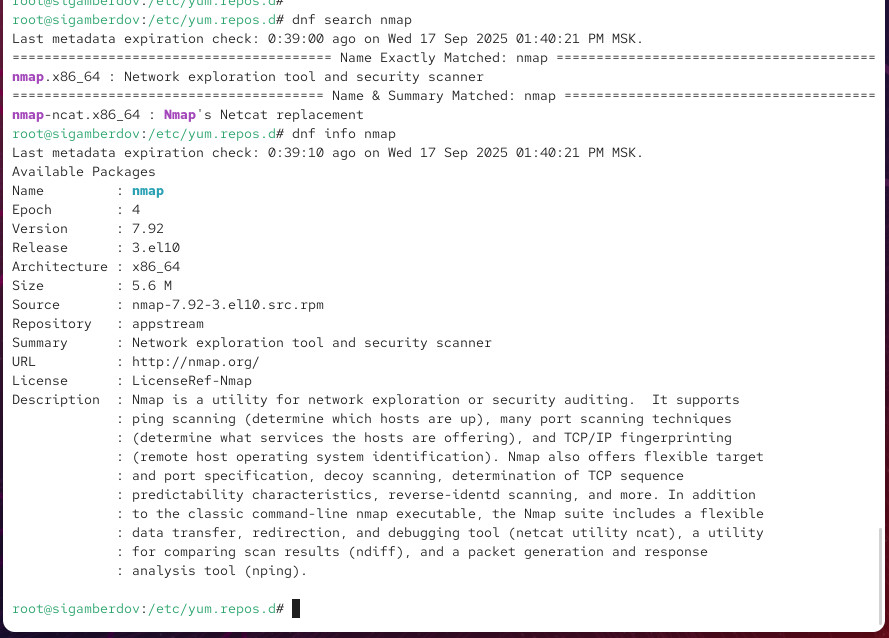 root@sigamberdov:/etc/yum.repos.d#
root@sigamberdov:/etc/yum.repos.d# dnf search nmap
Last metadata expiration check: 0:39:00 ago on Wed 17 Sep 2025 01:40:21 PM MSK.
======================================== Name Exactly Matched: nmap ========================================
nmap.x86_64 : Network exploration tool and security scanner
======================================= Name & Summary Matched: nmap =======================================
nmap-ncat.x86_64 : Nmap's Netcat replacement
root@sigamberdov:/etc/yum.repos.d# dnf info nmap
Last metadata expiration check: 0:39:10 ago on Wed 17 Sep 2025 01:40:21 PM MSK.
Available Packages
Name         : nmap
Epoch        : 4
Version      : 7.92
Release      : 3.el10
Architecture : x86_64
Size         : 5.6 M
Source       : nmap-7.92-3.el10.src.rpm
Repository   : appstream
Summary      : Network exploration tool and security scanner
URL          : http://nmap.org/
License      : LicenseRef-Nmap
Description  : Nmap is a utility for network exploration or security auditing.  It supports
             : ping scanning (determine which hosts are up), many port scanning techniques
             : (determine what services the hosts are offering), and TCP/IP fingerprinting
             : (remote host operating system identification). Nmap also offers flexible target
             : and port specification, decoy scanning, determination of TCP sequence
             : predictability characteristics, reverse-identd scanning, and more. In addition
             : to the classic command-line nmap executable, the Nmap suite includes a flexible
             : data transfer, redirection, and debugging tool (netcat utility ncat), a utility
             : for comparing scan results (ndiff), and a packet generation and response
             : analysis tool (nping).
root@sigamberdov:/etc/yum.repos.d#